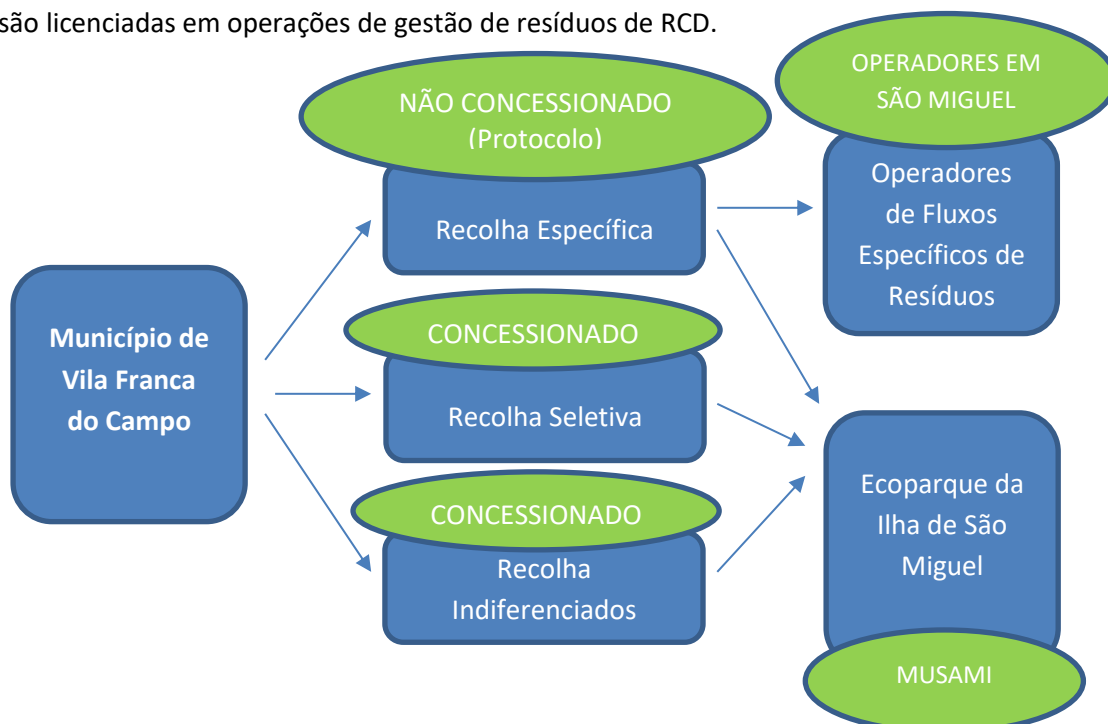 são licenciadas em operações de gestão de resíduos de RCD.
OPERADORES EM
SÃO MIGUEL
NÃO CONCESSIONADO
(Protocolo)
Operadores
de Fluxos
Específicos de
Resíduos
Recolha Específica
Município de
Vila Franca
do Campo
CONCESSIONADO
Recolha Seletiva
CONCESSIONADO
Recolha
Indiferenciados
Ecoparque da
Ilha de São
Miguel
MUSAMI